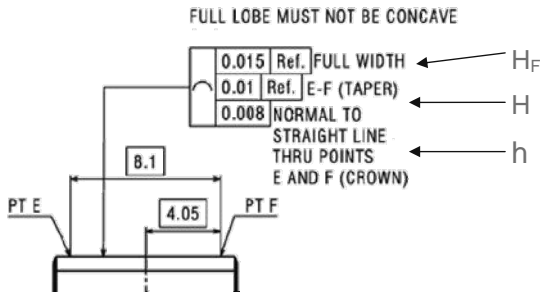 FULL LOBE MUST NOT BE CONCAVE
0.015 Ref. FULL WIDTH H_F
0.01 Ref. E-F (TAPER)
H
0.008 NORMAL TO
STRAIGHT LINE
THRU POINTS h
E AND F (CROWN)
8.1
PT E 4.05 PT F